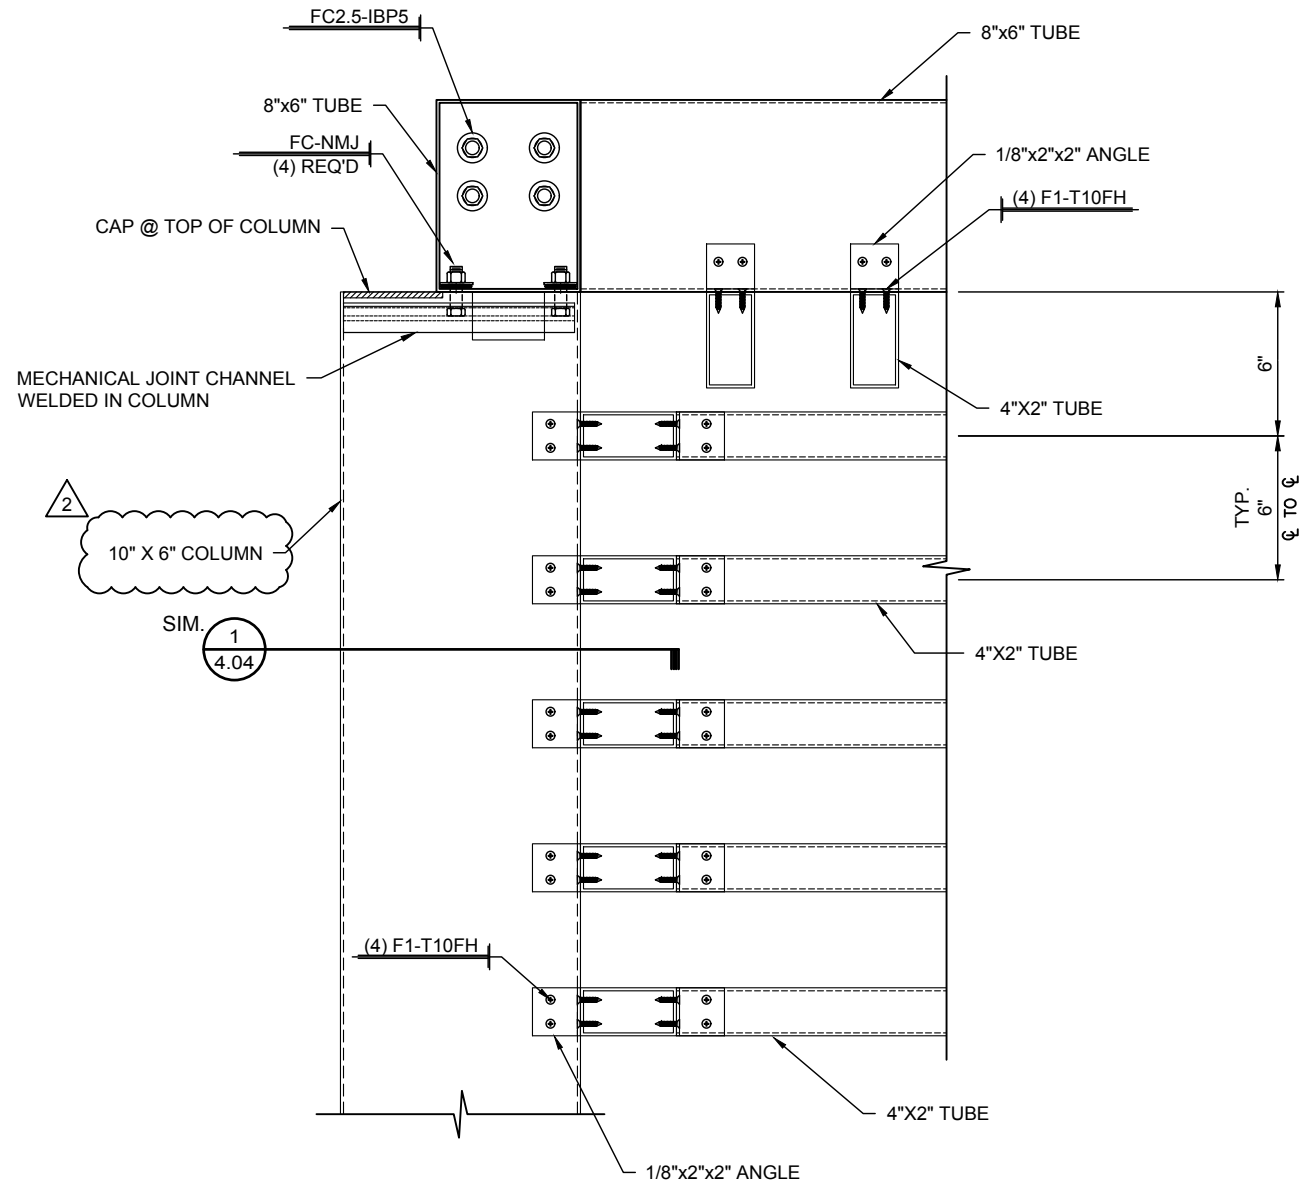 FC2.5-IBP5
8"x6" TUBE
8"x6" TUBE
FC-NMJ
(4) REQ'D
1/8"x2"x2" ANGLE
(4) F1-T10FH
CAP @ TOP OF COLUMN
6"
MECHANICAL JOINT CHANNEL
WELDED IN COLUMN
4"X2" TUBE
2
10" X 6" COLUMN
TYP.
6"
℄ TO ℄
SIM.
1
4.04
4"X2" TUBE
(4) F1-T10FH
4"X2" TUBE
1/8"x2"x2" ANGLE